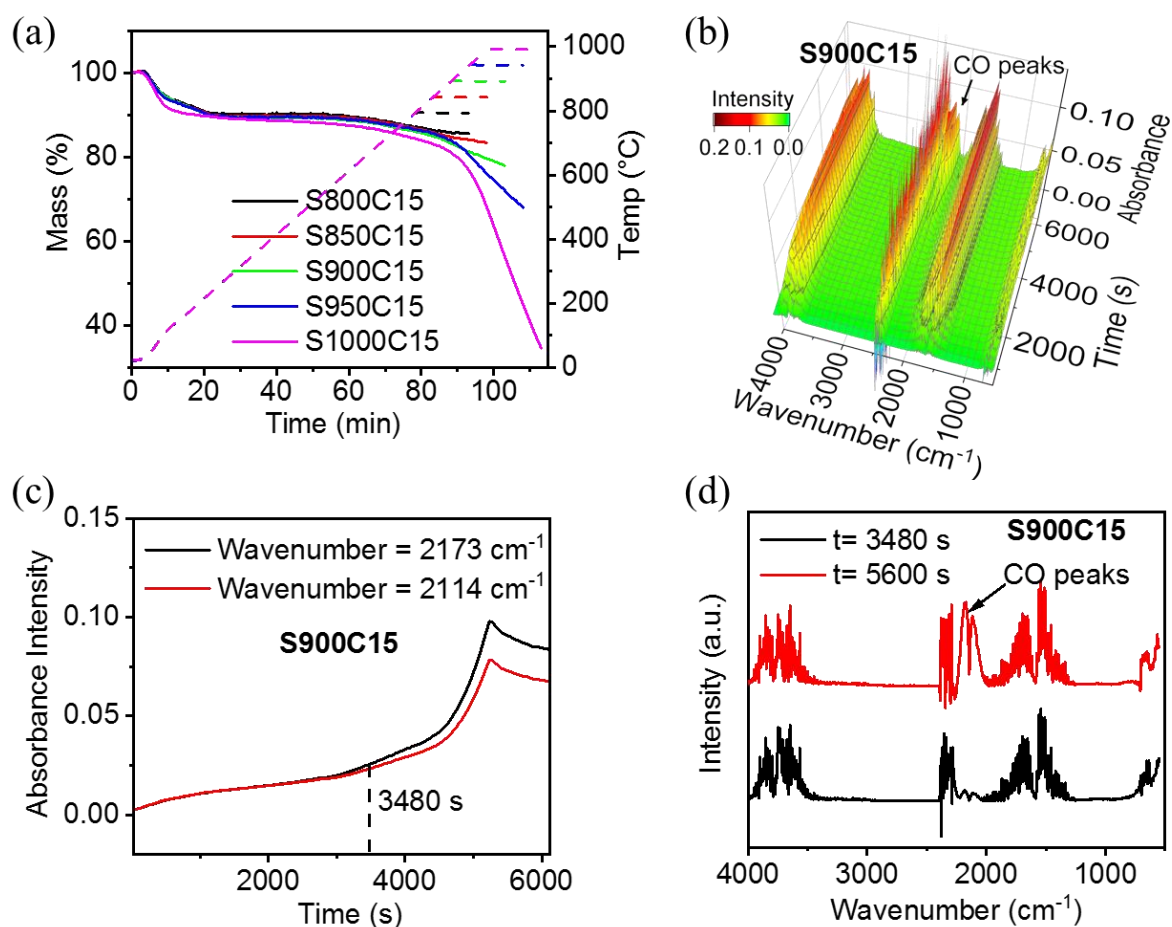 (a)
100
80
60
40
Mass (%)
1000
800
600
400
200
0
Temp (°C)
S800C15
S850C15
S900C15
S950C15
S1000C15
0 20 40 60 80 100
Time (min)
(b)
S900C15
CO peaks
Intensity
0.2 0.1 0.0
0.10
0.05
0.00
Absorbance
6000
4000
2000
Time (s)
4000
3000
2000
1000
Wavenumber (cm⁻¹)
(c)
0.15
0.10
0.05
0.00
Absorbance Intensity
Wavenumber = 2173 cm⁻¹
Wavenumber = 2114 cm⁻¹
S900C15
3480 s
2000 4000 6000
Time (s)
(d)
t= 3480 s
t= 5600 s
S900C15
CO peaks
Intensity (a.u.)
4000 3000 2000 1000
Wavenumber (cm⁻¹)